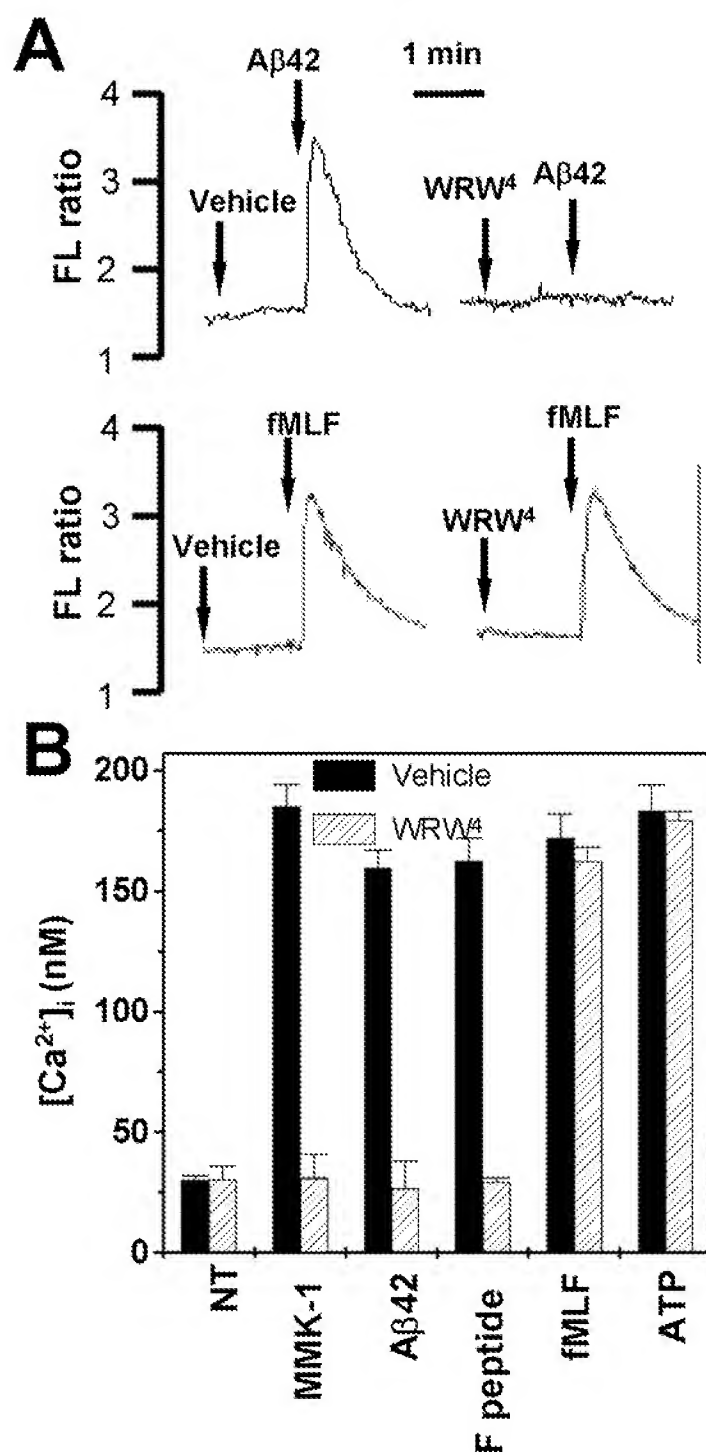 A
Aβ42
1 min
4
3
2
1
FL ratio
Vehicle
WRW⁴
Aβ42
fMLF
fMLF
4
3
2
1
FL ratio
Vehicle
WRW⁴
B
200
150
100
50
0
[Ca²⁺]ᵢ (nM)
Vehicle
WRW⁴
NT
MMK-1
Aβ42
F peptide
fMLF
ATP